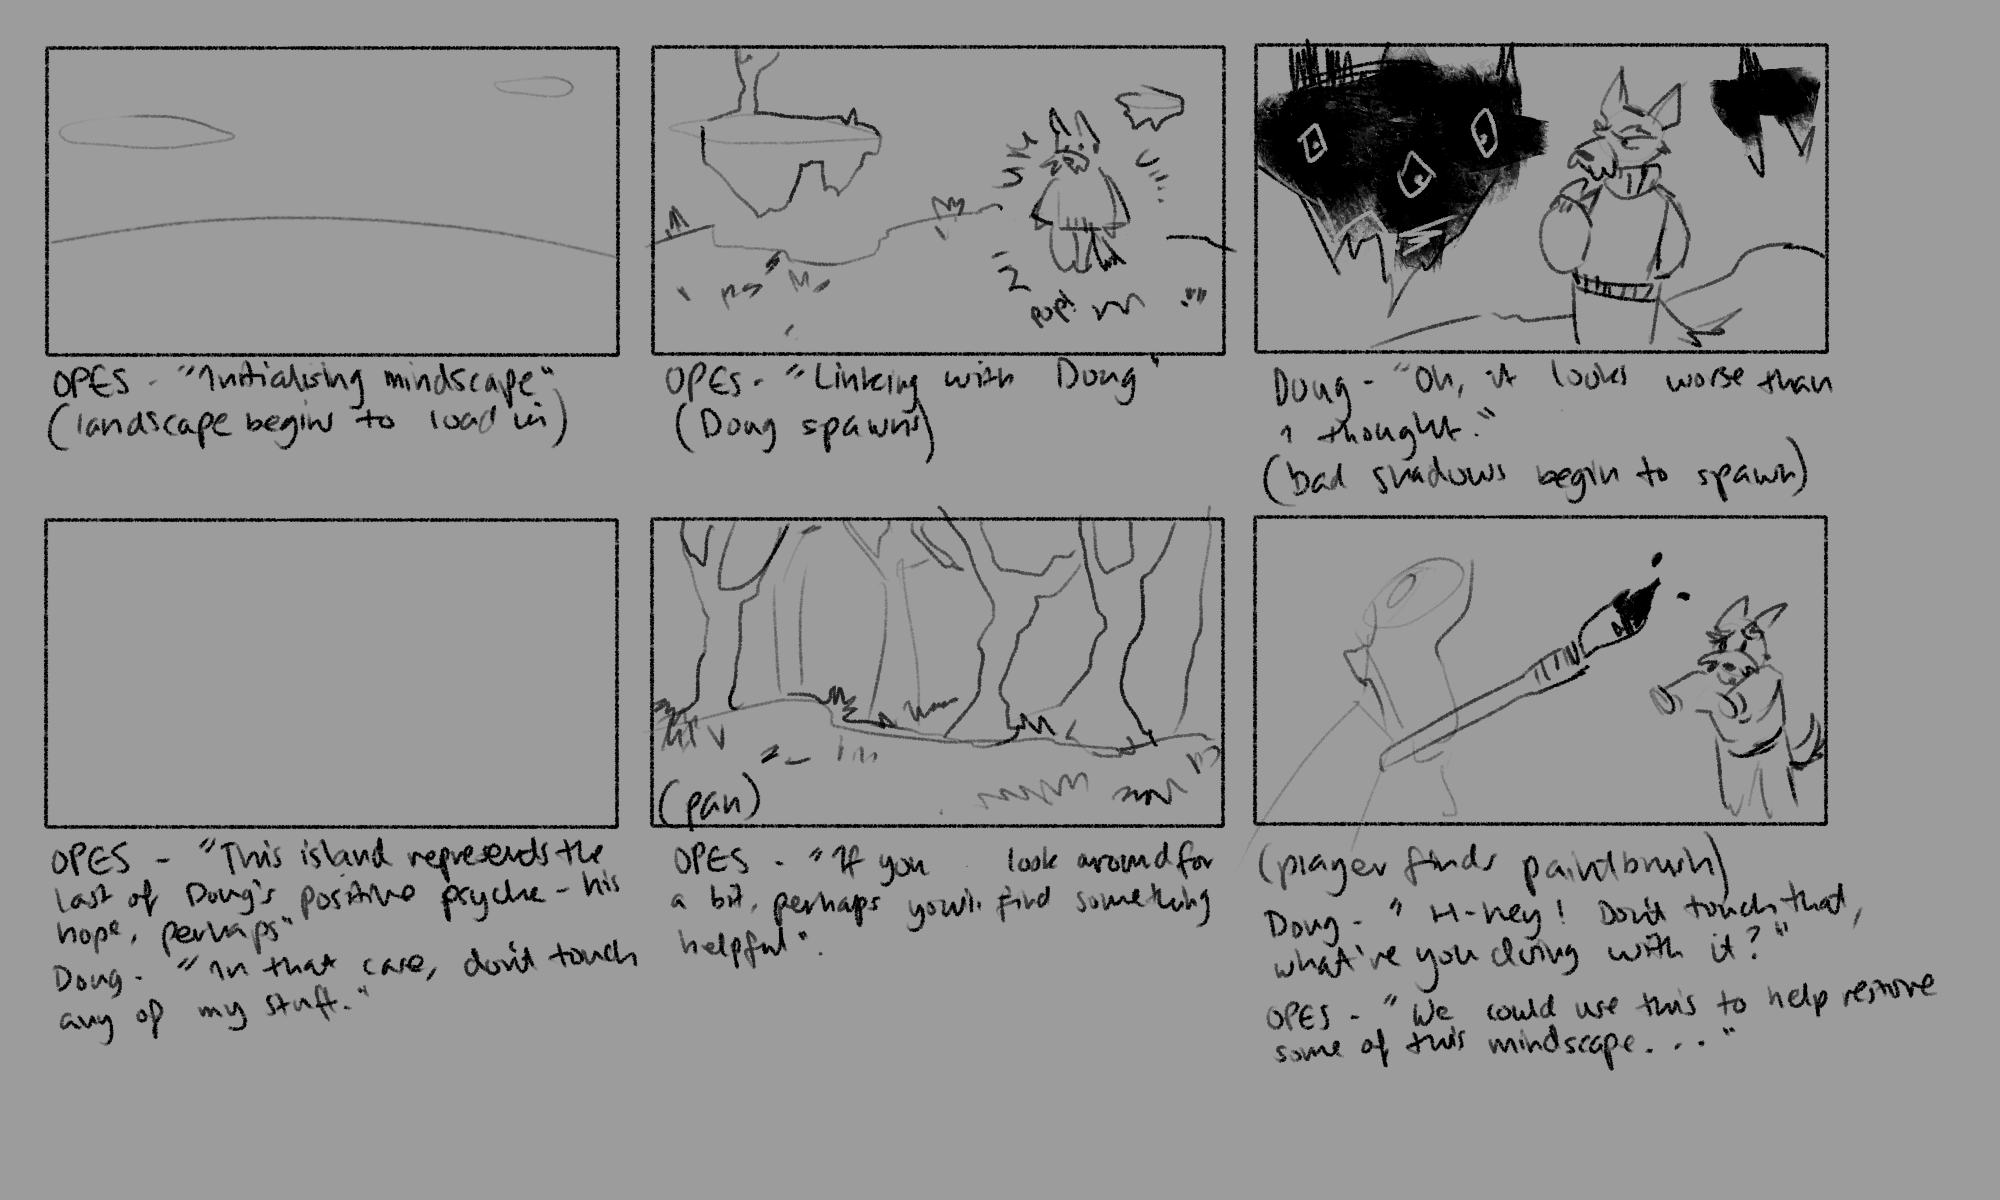 OPES - "Initialising mindscape"
(landscape begins to load in)
pop!
OPES - "Linking with Doug"
(Doug spawns)
Doug - "Oh, it looks worse than
I thought."
(bad shadows begin to spawn)
OPES - "This island represents the
last of Doug's positive psyche - his
hope, perhaps"
Doug - "In that case, don't touch
any of my stuff."
(pan)
OPES - "If you look around for
a bit, perhaps you'll find something
helpful".
(player finds paintbrush)
Doug - "H-hey! Don't touch that,
what're you doing with it?"
OPES - "We could use this to help restore
some of this mindscape..."